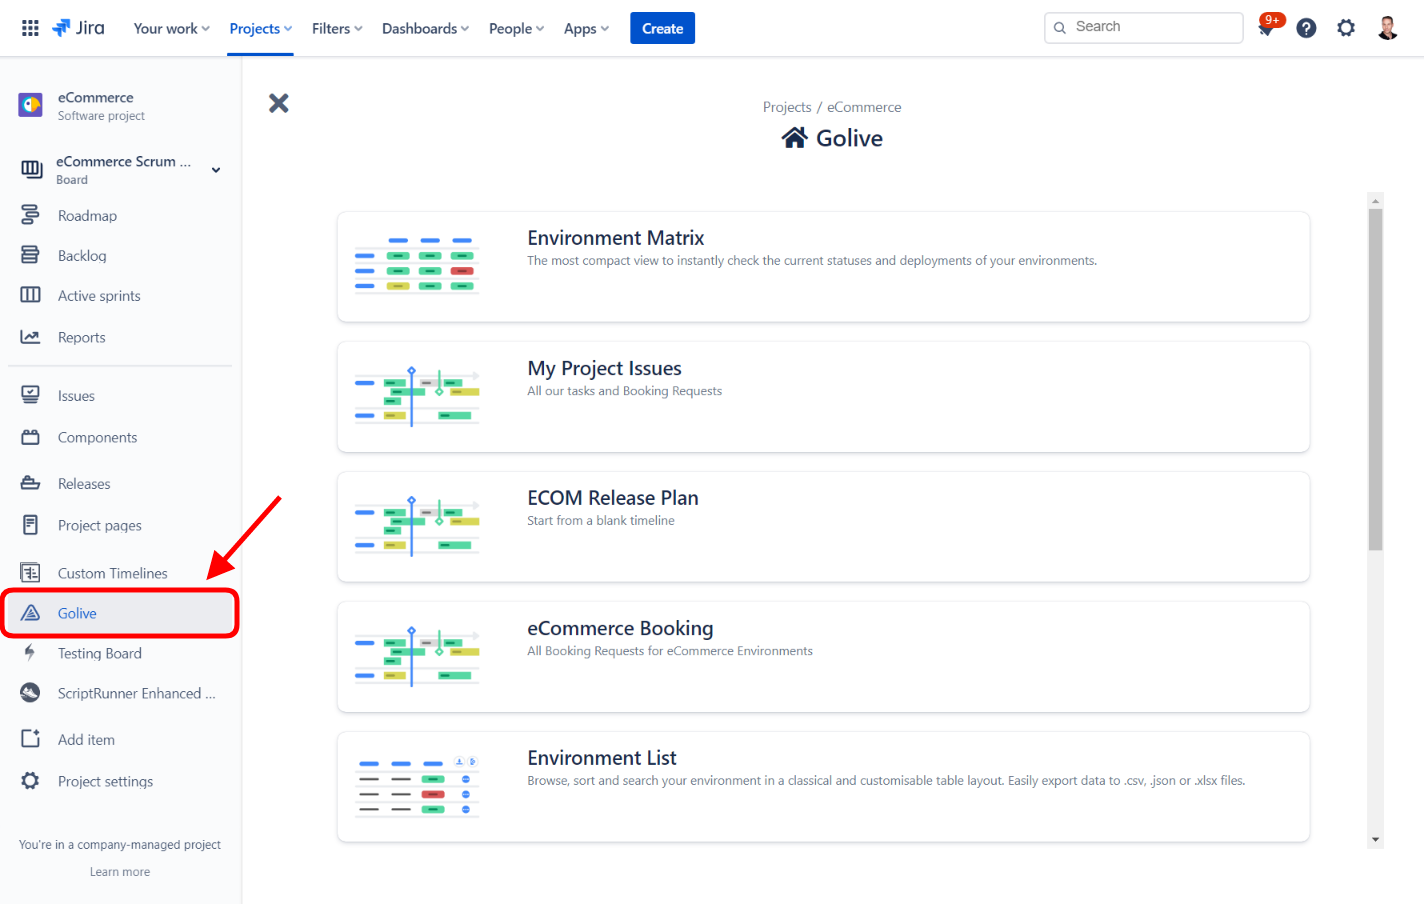 Jira
Your work
Projects
Filters
Dashboards
People
Apps
Create
Search
9+
eCommerce
Software project
eCommerce Scrum ...
Board
Roadmap
Backlog
Active sprints
Reports
Issues
Components
Releases
Project pages
Custom Timelines
Golive
Testing Board
ScriptRunner Enhanced ...
Add item
Project settings
You're in a company-managed project
Learn more
Projects / eCommerce
Golive
Environment Matrix
The most compact view to instantly check the current statuses and deployments of your environments.
My Project Issues
All our tasks and Booking Requests
ECOM Release Plan
Start from a blank timeline
eCommerce Booking
All Booking Requests for eCommerce Environments
Environment List
Browse, sort and search your environment in a classical and customisable table layout. Easily export data to .csv, .json or .xlsx files.